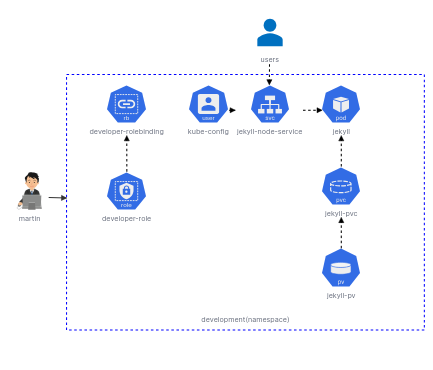 users
rb
user
svc
pod
developer-rolebinding
kube-config
jekyll-node-service
jekyll
role
pvc
martin
developer-role
jekyll-pvc
pv
jekyll-pv
development(namespace)